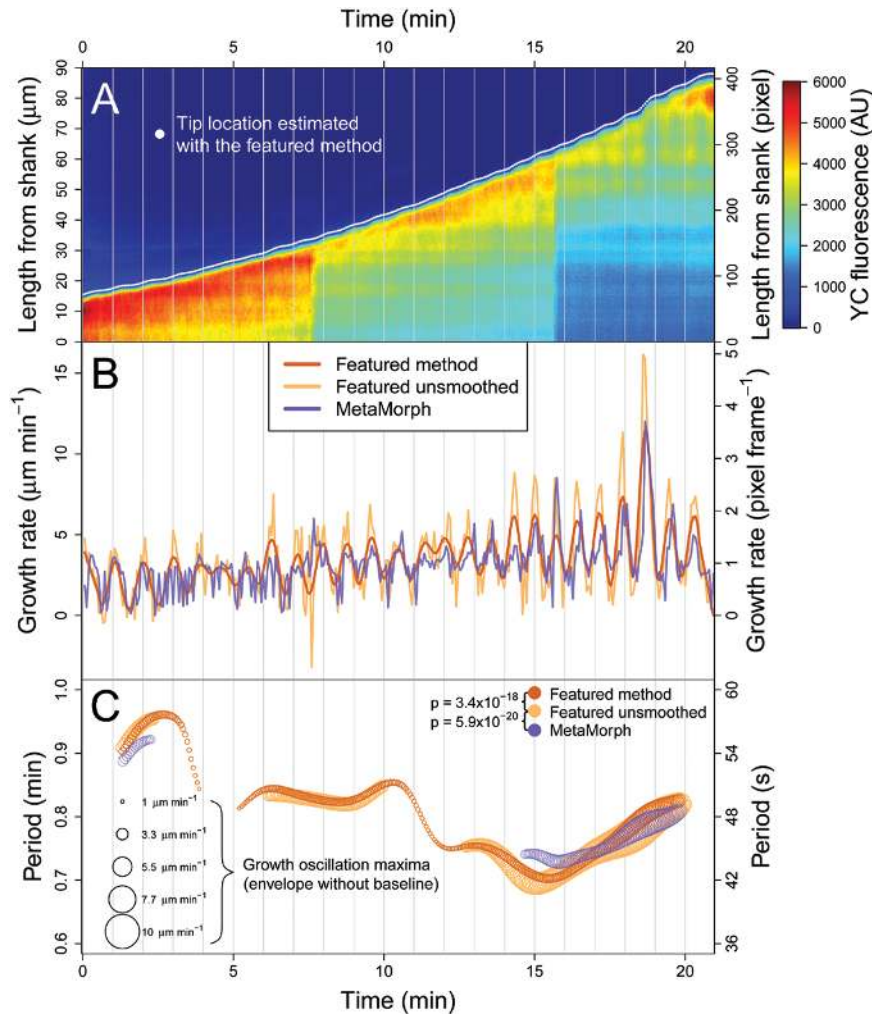 Time (min)
0 5 10 15 20
A
Tip location estimated
with the featured method
Length from shank (μm)
90
80
70
60
50
40
30
20
10
0
Length from shank (pixel)
400
300
200
100
0
YC fluorescence (AU)
6000
5000
4000
3000
2000
1000
0
B
Featured method
Featured unsmoothed
MetaMorph
Growth rate (μm min⁻¹)
15
10
5
0
Growth rate (pixel frame⁻¹)
5
4
3
2
1
0
C
p = 3.4x10⁻¹⁸
p = 5.9x10⁻²⁰
Featured method
Featured unsmoothed
MetaMorph
Period (min)
1.0
0.9
0.8
0.7
0.6
Period (s)
60
54
48
42
36
1 μm min⁻¹
3.3 μm min⁻¹
5.5 μm min⁻¹
7.7 μm min⁻¹
10 μm min⁻¹
Growth oscillation maxima
(envelope without baseline)
0 5 10 15 20
Time (min)